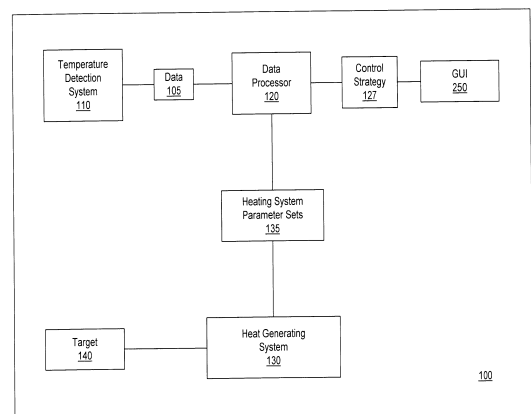 Temperature
Detection
System
110
Data
105
Data
Processor
120
Control
Strategy
127
GUI
250
Heating System
Parameter Sets
135
Target
140
Heat Generating
System
130
100